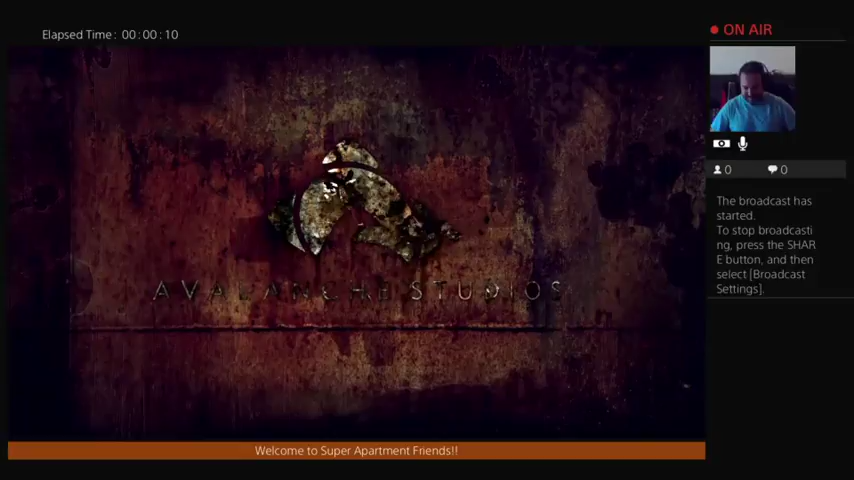 Elapsed Time: 00:00:10
ON AIR
0 0
AVALANCHE STUDIOS
The broadcast has
started.
To stop broadcasti
ng, press the SHAR
E button, and then
select [Broadcast
Settings].
Welcome to Super Apartment Friends!!